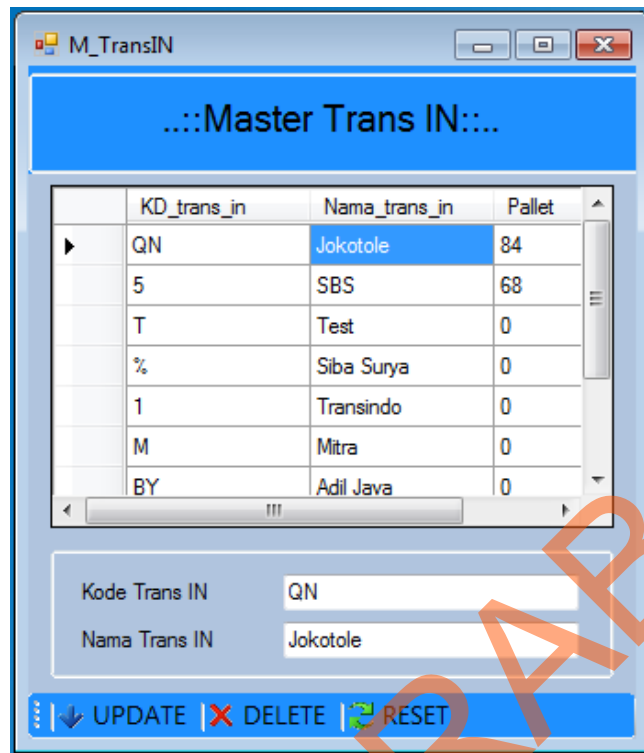 M_TransIN
..::Master Trans IN::..
KD_trans_in Nama_trans_in Pallet
QN Jokotole 84
5 SBS 68
T Test 0
% Siba Surya 0
1 Transindo 0
M Mitra 0
BY Adil Java 0
Kode Trans IN QN
Nama Trans IN Jokotole
UPDATE DELETE RESET
RAB